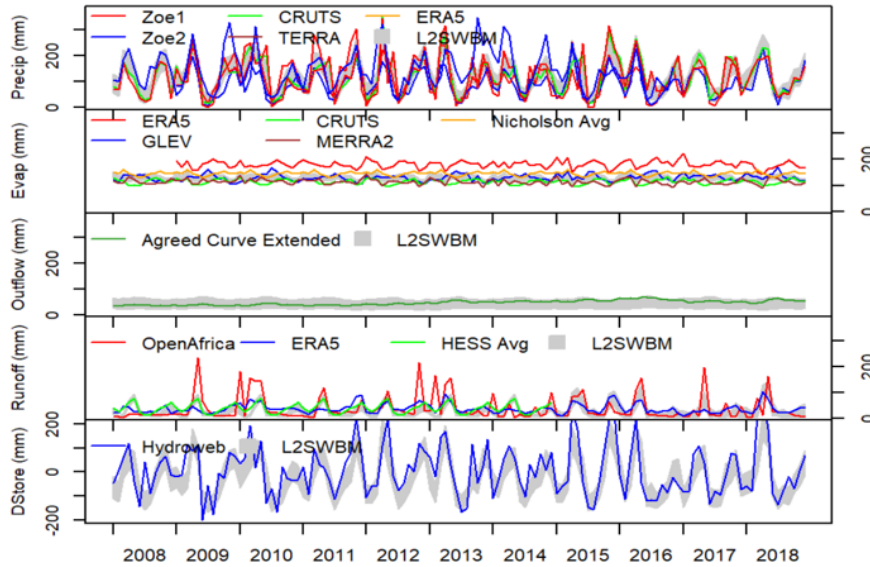 Zoe1 CRUTS ERA5
Zoe2 TERRA L2SWBM
Precip (mm)
0 200
ERA5 CRUTS Nicholson Avg
GLEV MERRA2
Evap (mm)
0 200
Agreed Curve Extended L2SWBM
Outflow (mm)
0 200
OpenAfrica ERA5 HESS Avg L2SWBM
Runoff (mm)
0 200
Hydroweb L2SWBM
DStore (mm)
-200 0 200
2008 2009 2010 2011 2012 2013 2014 2015 2016 2017 2018